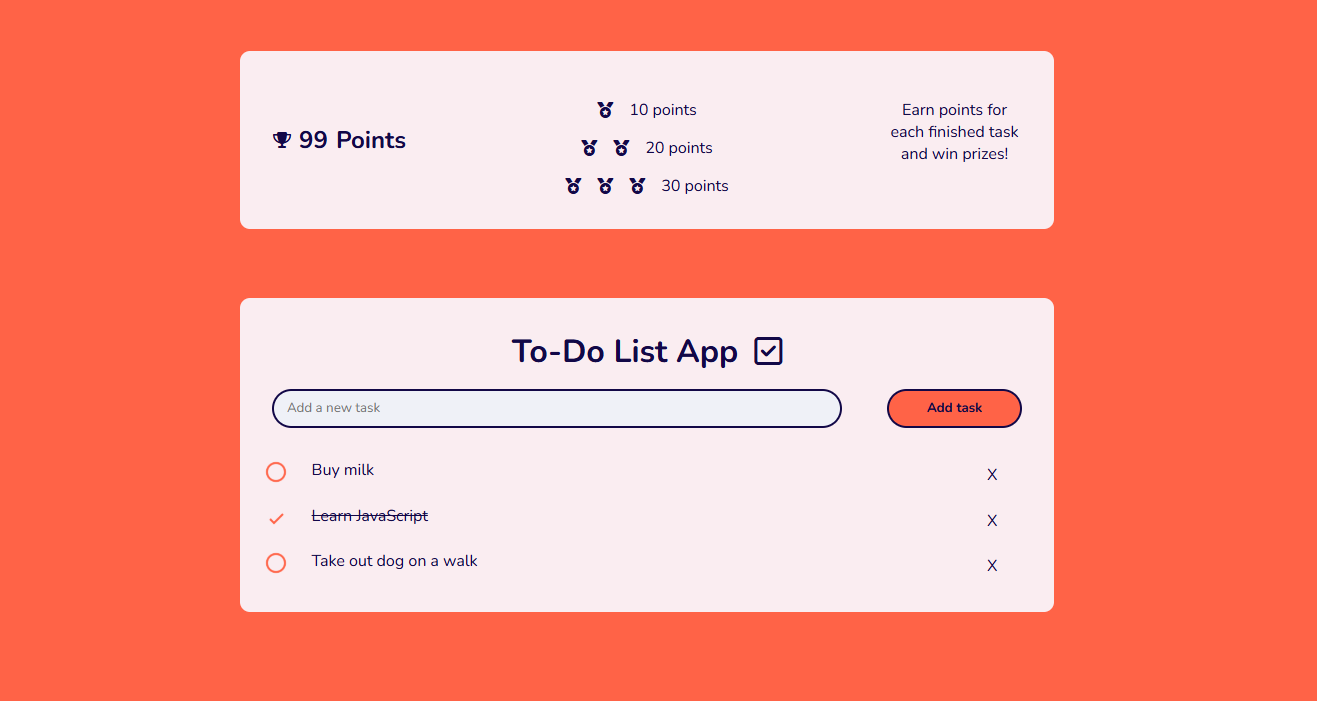 99 Points
10 points
20 points
30 points
Earn points for
each finished task
and win prizes!
To-Do List App
Add a new task
Add task
Buy milk
X
Learn JavaScript
X
Take out dog on a walk
X